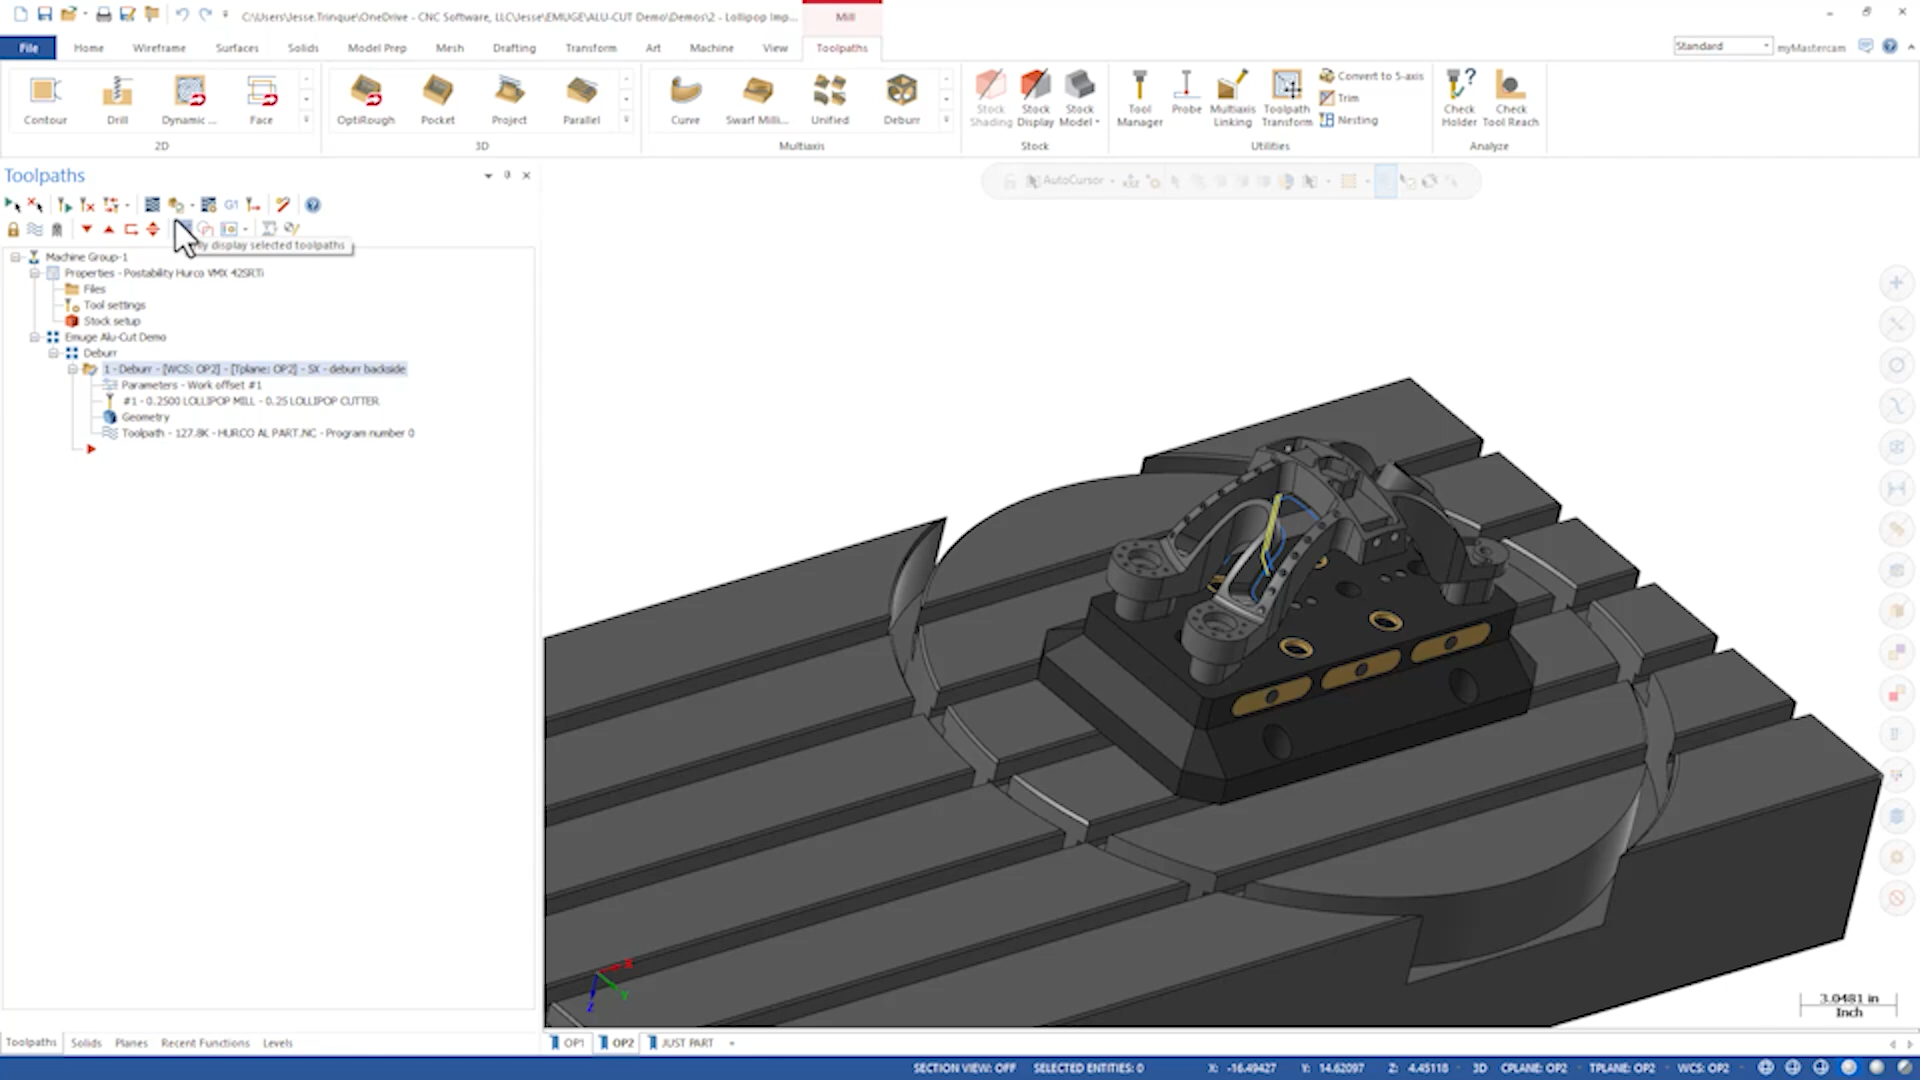 C:\Users\Jesse.Trinque\OneDrive - CNC Software, LLC\Jesse\EMUGE\ALU-CUT Demo\Demos\2 - Lollipop Imp...
Mill
File Home Wireframe Surfaces Solids Model Prep Mesh Drafting Transform Art Machine View Toolpaths
Standard myMastercam
Contour Drill Dynamic ... Face
2D
OptiRough Pocket Project Parallel
3D
Curve Swarf Milli... Unified Deburr
Multiaxis
Stock Shading Stock Display Stock Model
Stock
Tool Manager Probe Multiaxis Linking Toolpath Transform
Convert to 5-axis
Trim
Nesting
Utilities
Check Holder Check Tool Reach
Analyze
Toolpaths
AutoCursor
G1
display selected toolpaths
Machine Group-1
Properties - Postability Hurco VMX 42SRTi
Files
Tool settings
Stock setup
Emuge Alu-Cut Demo
Deburr
1 - Deburr - [WCS: OP2] - [Tplane: OP2] - SX - deburr backside
Parameters - Work offset #1
#1 - 0.2500 LOLLIPOP MILL - 0.25 LOLLIPOP CUTTER
Geometry
Toolpath - 127.8K - HURCO AL PART.NC - Program number 0
X
Y
Z
3.0481 in
Inch
Toolpaths Solids Planes Recent Functions Levels
OP1 OP2 JUST PART
SECTION VIEW: OFF SELECTED ENTITIES: 0 X: -16.49427 Y: 14.62097 Z: 4.45118 3D CPLANE: OP2 TPLANE: OP2 WCS: OP2